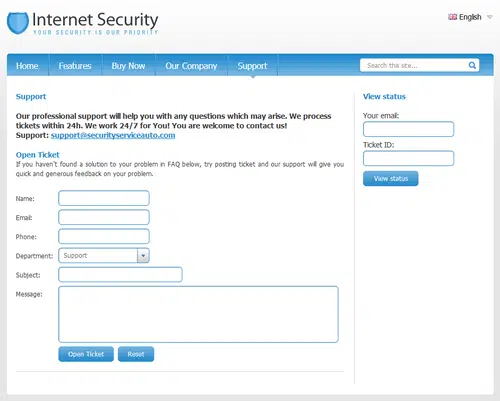 Internet Security
YOUR SECURITY IS OUR PRIORITY
English
Home
Features
Buy Now
Our Company
Support
Search the site...
Support
Our professional support will help you with any questions which may arise. We process
tickets within 24h. We work 24/7 for You! You are welcome to contact us!
Support: support@securityserviceauto.com
Open Ticket
If you haven't found a solution to your problem in FAQ below, try posting ticket and our support will give you
quick and generous feedback on your problem.
Name:
Email:
Phone:
Department:
Support
Subject:
Message:
Open Ticket
Reset
View status
Your email:
Ticket ID:
View status